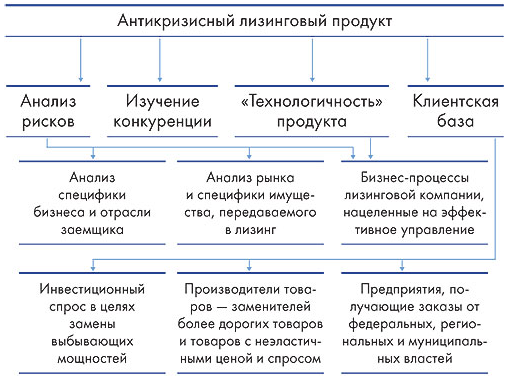 Антикризисный лизинговый продукт
Анализ
рисков
Изучение
конкуренции
«Технологичность»
продукта
Клиентская
база
Анализ
специфики
бизнеса и отрасли
заемщика
Анализ рынка
и специфики имуще-
ства, передаваемого
в лизинг
Бизнес-процессы
лизинговой компании,
нацеленные на эффек-
тивное управление
Инвестиционный
спрос в целях
замены
выбывающих
мощностей
Производители това-
ров — заменителей
более дорогих товаров
и товаров с неэластич-
ными ценой и спросом
Предприятия, по-
лучающие заказы от
федеральных, регио-
нальных и муниципаль-
ных властей